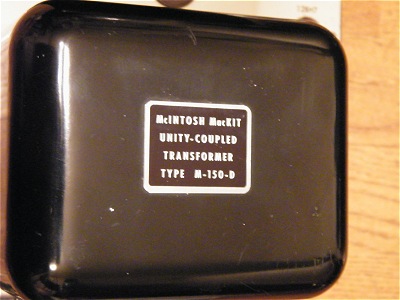 McINTOSH MacKIT
UNITY-COUPLED
TRANSFORMER
TYPE M-150-D